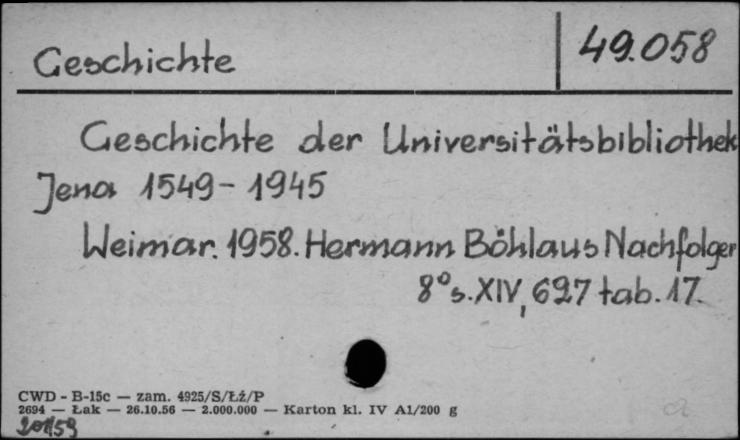 Geschichte
49.058
Geschichte der Universitätsbibliothek
Jena 1549-1945
Weimar. 1958. Hermann Böhlaus Nachfolger
8° s. XIV, 627 tab. 17.
CWD - B-15c — zam. 4925/S/Łź/P
2694 — Łak — 26.10.56 — 2.000.000 — Karton kl. IV A1/200 g